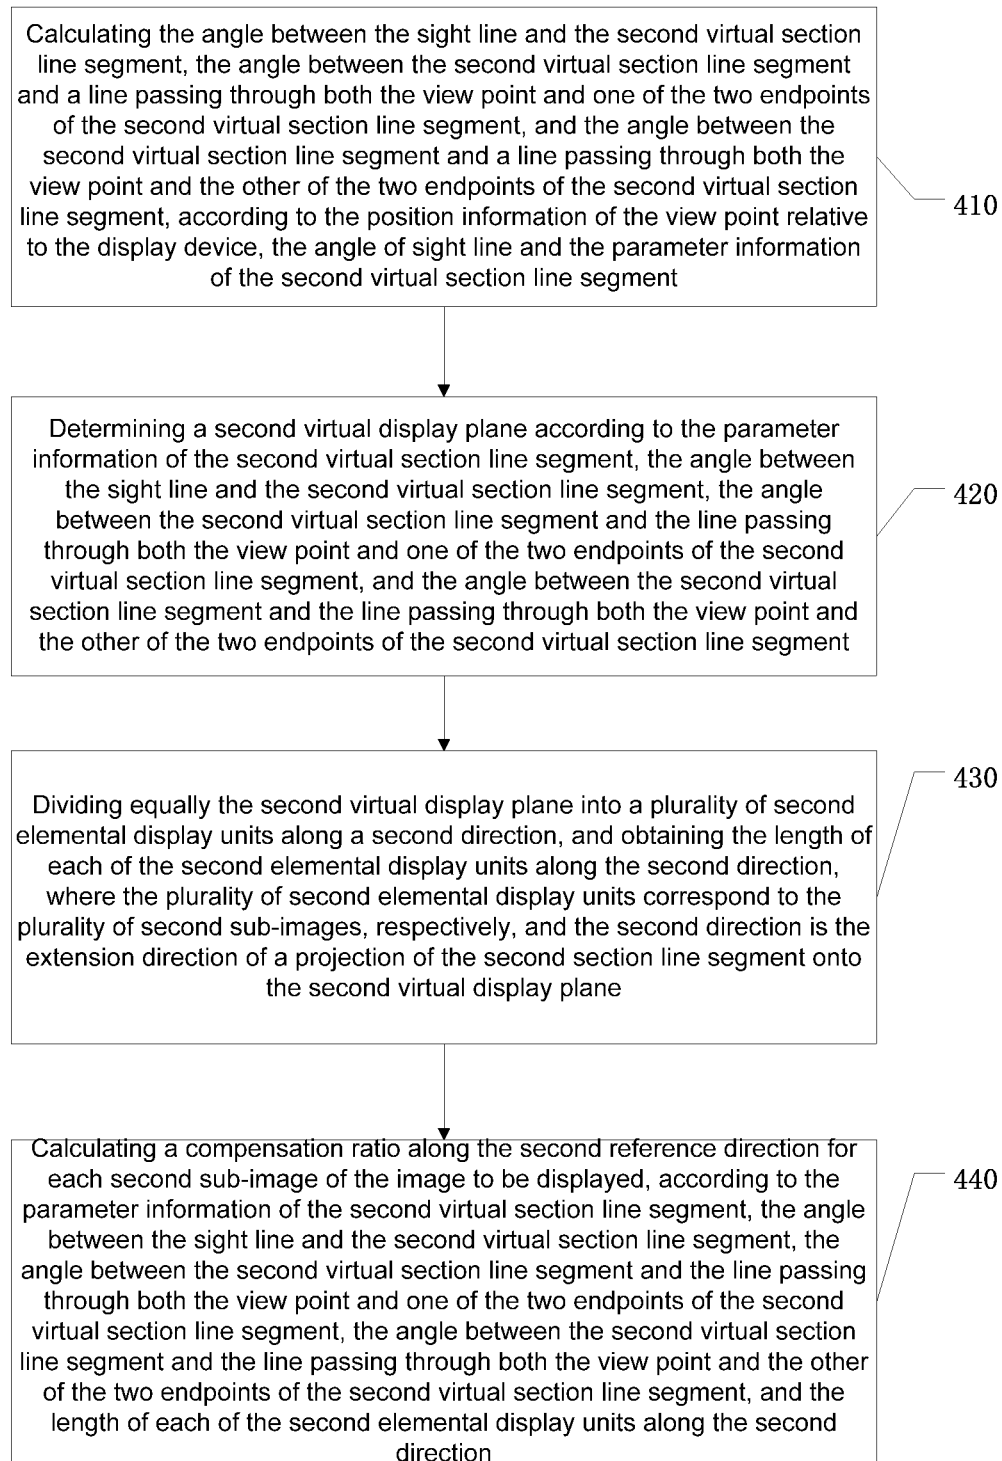 Calculating the angle between the sight line and the second virtual section
line segment, the angle between the second virtual section line segment
and a line passing through both the view point and one of the two endpoints
of the second virtual section line segment, and the angle between the
second virtual section line segment and a line passing through both the
view point and the other of the two endpoints of the second virtual section
line segment, according to the position information of the view point relative
to the display device, the angle of sight line and the parameter information
of the second virtual section line segment
410
Determining a second virtual display plane according to the parameter
information of the second virtual section line segment, the angle between
the sight line and the second virtual section line segment, the angle
between the second virtual section line segment and the line passing
through both the view point and one of the two endpoints of the second
virtual section line segment, and the angle between the second virtual
section line segment and the line passing through both the view point and
the other of the two endpoints of the second virtual section line segment
420
Dividing equally the second virtual display plane into a plurality of second
elemental display units along a second direction, and obtaining the length of
each of the second elemental display units along the second direction,
where the plurality of second elemental display units correspond to the
plurality of second sub-images, respectively, and the second direction is the
extension direction of a projection of the second section line segment onto
the second virtual display plane
430
Calculating a compensation ratio along the second reference direction for
each second sub-image of the image to be displayed, according to the
parameter information of the second virtual section line segment, the angle
between the sight line and the second virtual section line segment, the
angle between the second virtual section line segment and the line passing
through both the view point and one of the two endpoints of the second
virtual section line segment, the angle between the second virtual section
line segment and the line passing through both the view point and the other
of the two endpoints of the second virtual section line segment, and the
length of each of the second elemental display units along the second
direction
440